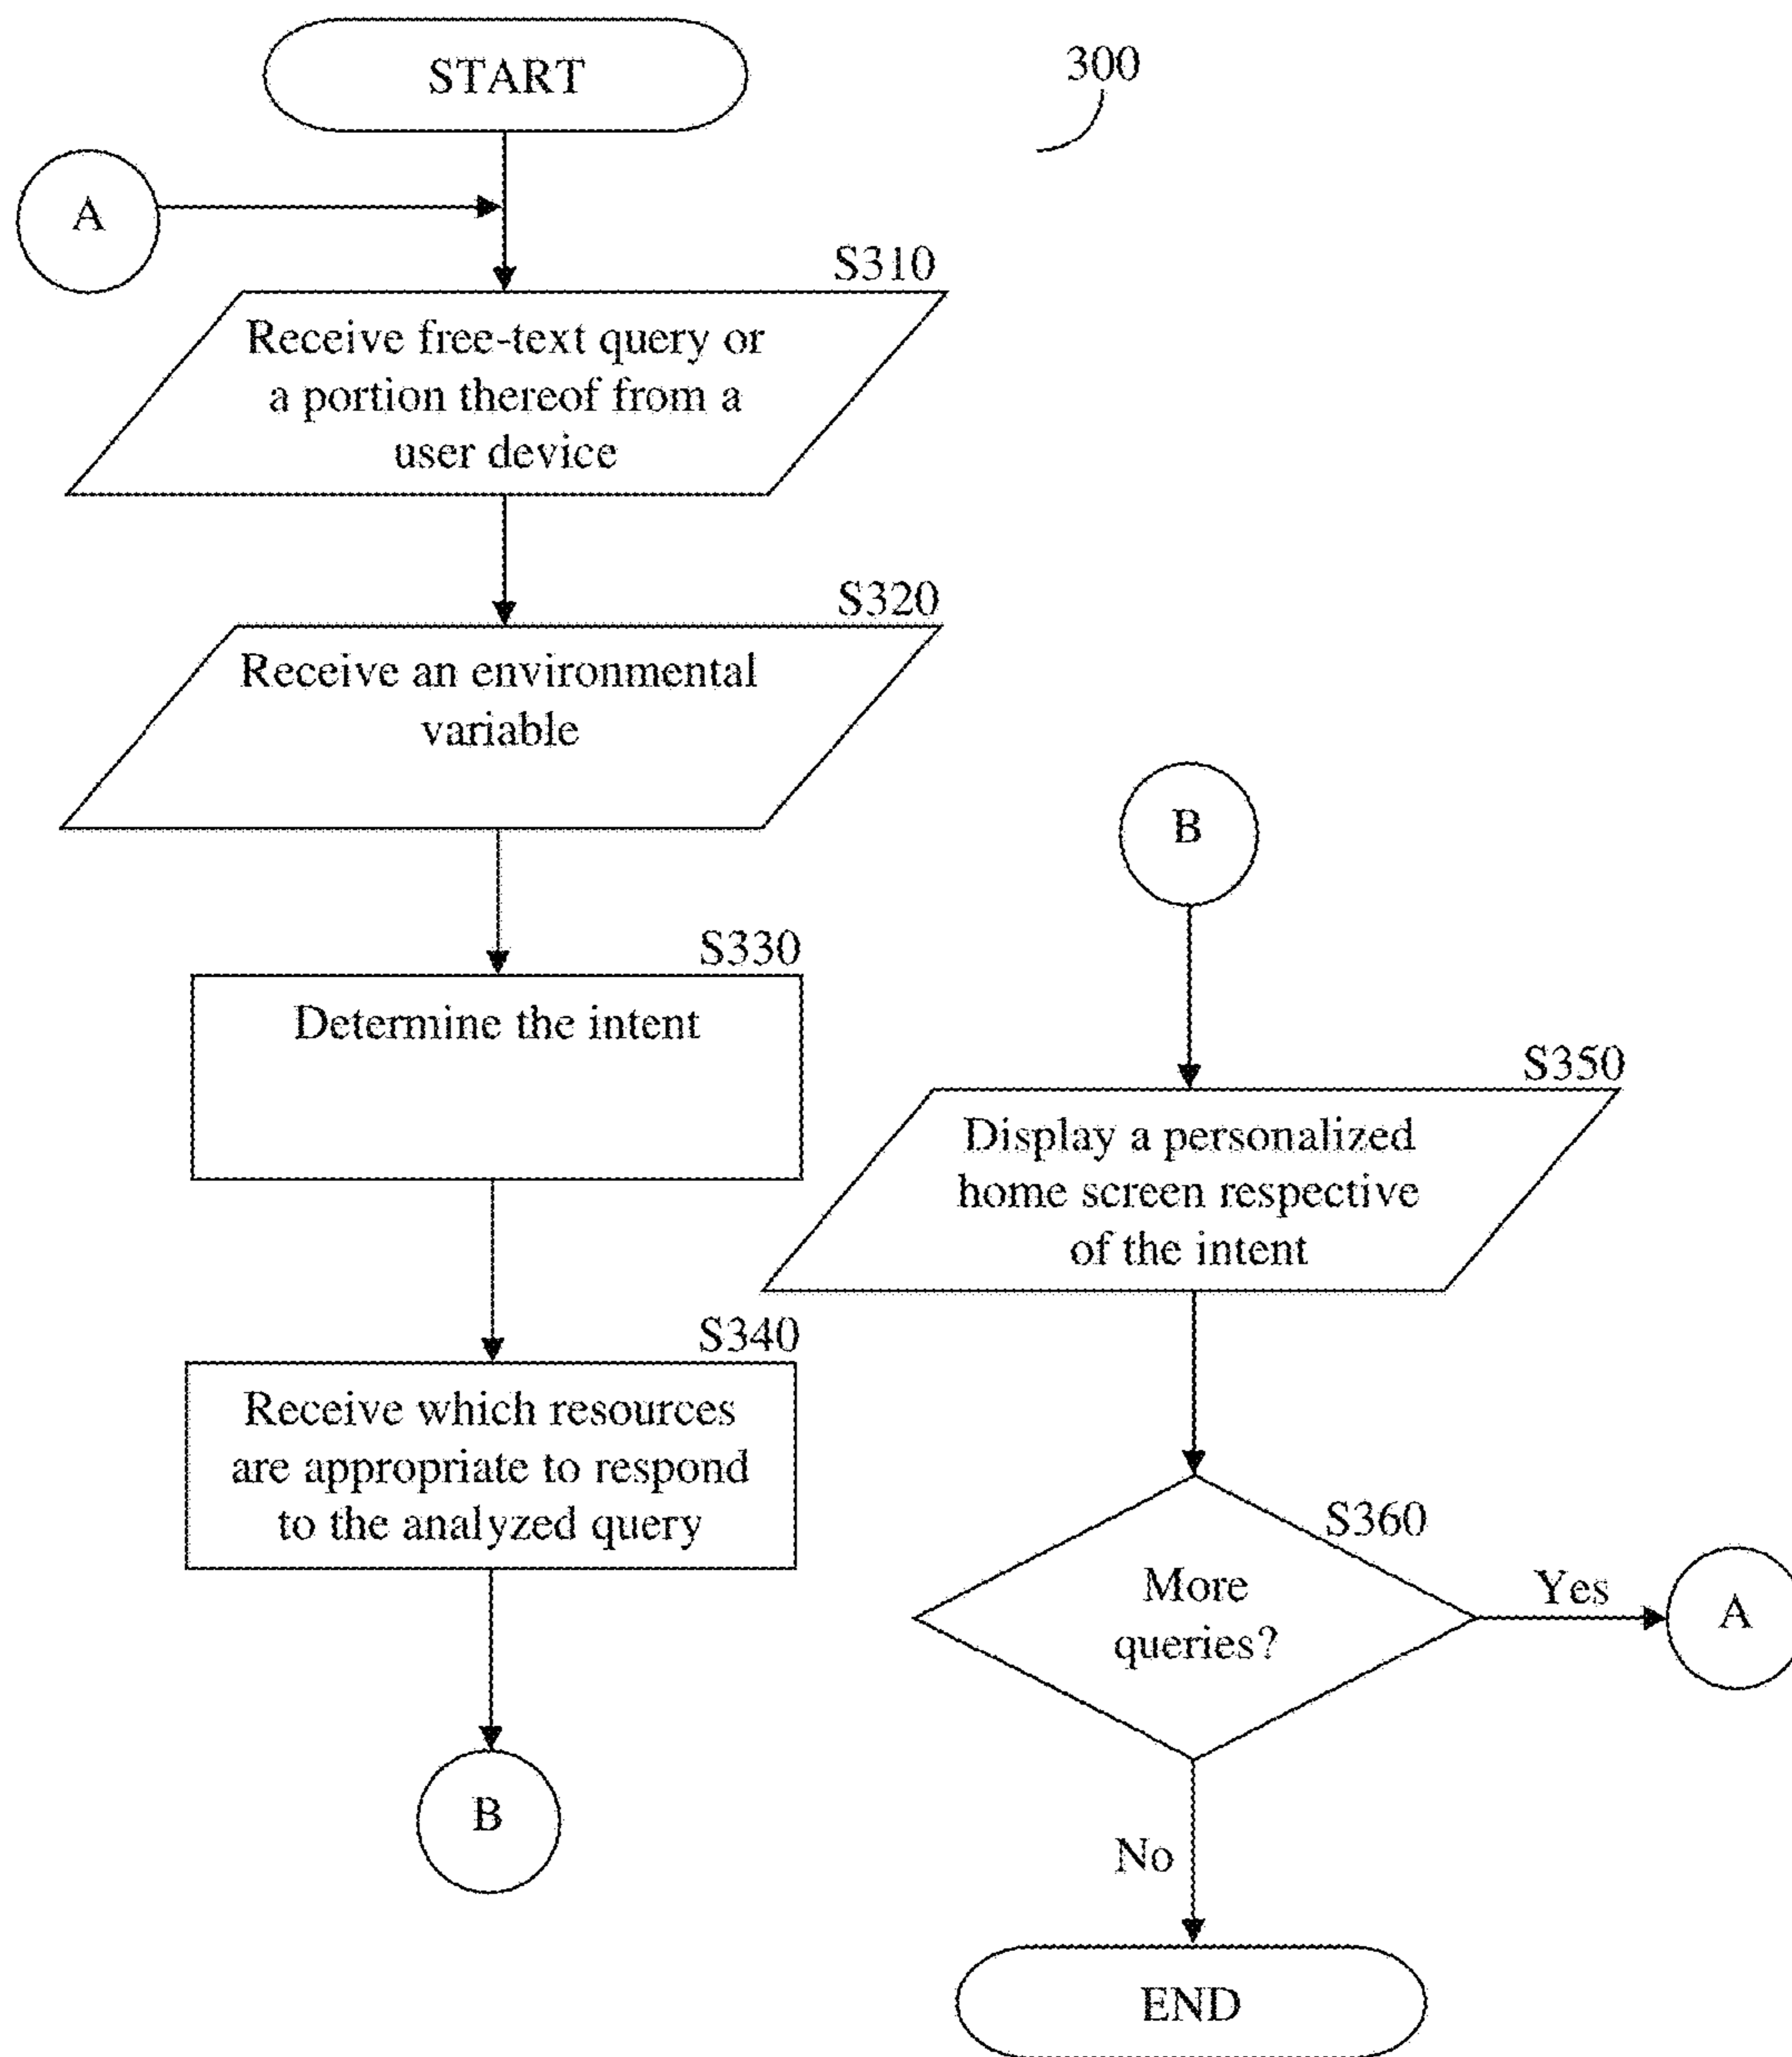 START
300
A
S310
Receive free-text query or
a portion thereof from a
user device
S320
Receive an environmental
variable
S330
Determine the intent
S340
Receive which resources
are appropriate to respond
to the analyzed query
B
B
S350
Display a personalized
home screen respective
of the intent
S360
More
queries?
Yes
A
No
END